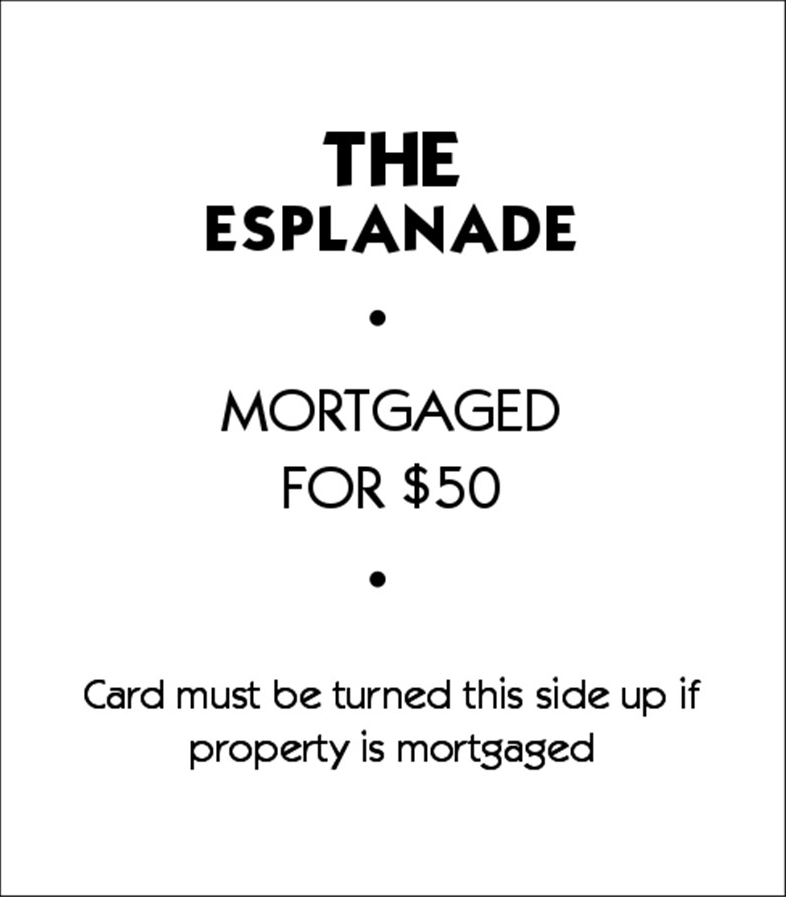 THE
ESPLANADE
•
MORTGAGED
FOR $50
•
Card must be turned this side up if
property is mortgaged